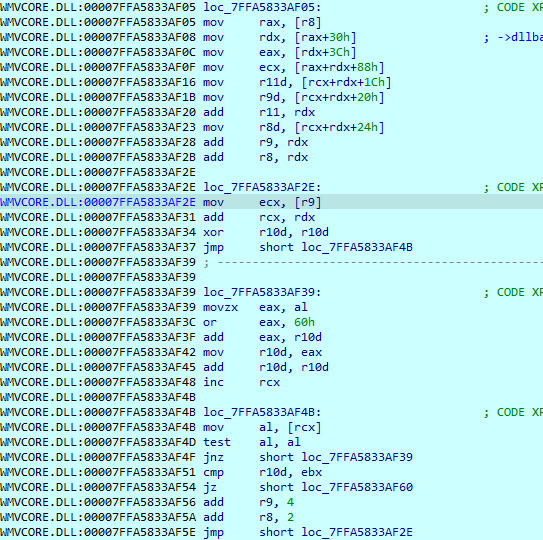 WMVCORE.DLL:00007FFA5833AF05 loc_7FFA5833AF05: ; CODE XR
WMVCORE.DLL:00007FFA5833AF05 mov rax, [r8]
WMVCORE.DLL:00007FFA5833AF08 mov rdx, [rax+30h] ; ->dllba
WMVCORE.DLL:00007FFA5833AF0C mov eax, [rdx+3Ch]
WMVCORE.DLL:00007FFA5833AF0F mov ecx, [rax+rdx+88h]
WMVCORE.DLL:00007FFA5833AF16 mov r11d, [rcx+rdx+1Ch]
WMVCORE.DLL:00007FFA5833AF1B mov r9d, [rcx+rdx+20h]
WMVCORE.DLL:00007FFA5833AF20 add r11, rdx
WMVCORE.DLL:00007FFA5833AF23 mov r8d, [rcx+rdx+24h]
WMVCORE.DLL:00007FFA5833AF28 add r9, rdx
WMVCORE.DLL:00007FFA5833AF2B add r8, rdx
WMVCORE.DLL:00007FFA5833AF2E
WMVCORE.DLL:00007FFA5833AF2E loc_7FFA5833AF2E: ; CODE XR
WMVCORE.DLL:00007FFA5833AF2E mov ecx, [r9]
WMVCORE.DLL:00007FFA5833AF31 add rcx, rdx
WMVCORE.DLL:00007FFA5833AF34 xor r10d, r10d
WMVCORE.DLL:00007FFA5833AF37 jmp short loc_7FFA5833AF4B
WMVCORE.DLL:00007FFA5833AF39 ; ---------------------------------------------
WMVCORE.DLL:00007FFA5833AF39
WMVCORE.DLL:00007FFA5833AF39 loc_7FFA5833AF39: ; CODE XR
WMVCORE.DLL:00007FFA5833AF39 movzx eax, al
WMVCORE.DLL:00007FFA5833AF3C or eax, 60h
WMVCORE.DLL:00007FFA5833AF3F add eax, r10d
WMVCORE.DLL:00007FFA5833AF42 mov r10d, eax
WMVCORE.DLL:00007FFA5833AF45 add r10d, r10d
WMVCORE.DLL:00007FFA5833AF48 inc rcx
WMVCORE.DLL:00007FFA5833AF4B
WMVCORE.DLL:00007FFA5833AF4B loc_7FFA5833AF4B: ; CODE XR
WMVCORE.DLL:00007FFA5833AF4B mov al, [rcx]
WMVCORE.DLL:00007FFA5833AF4D test al, al
WMVCORE.DLL:00007FFA5833AF4F jnz short loc_7FFA5833AF39
WMVCORE.DLL:00007FFA5833AF51 cmp r10d, ebx
WMVCORE.DLL:00007FFA5833AF54 jz short loc_7FFA5833AF60
WMVCORE.DLL:00007FFA5833AF56 add r9, 4
WMVCORE.DLL:00007FFA5833AF5A add r8, 2
WMVCORE.DLL:00007FFA5833AF5E jmp short loc_7FFA5833AF2E